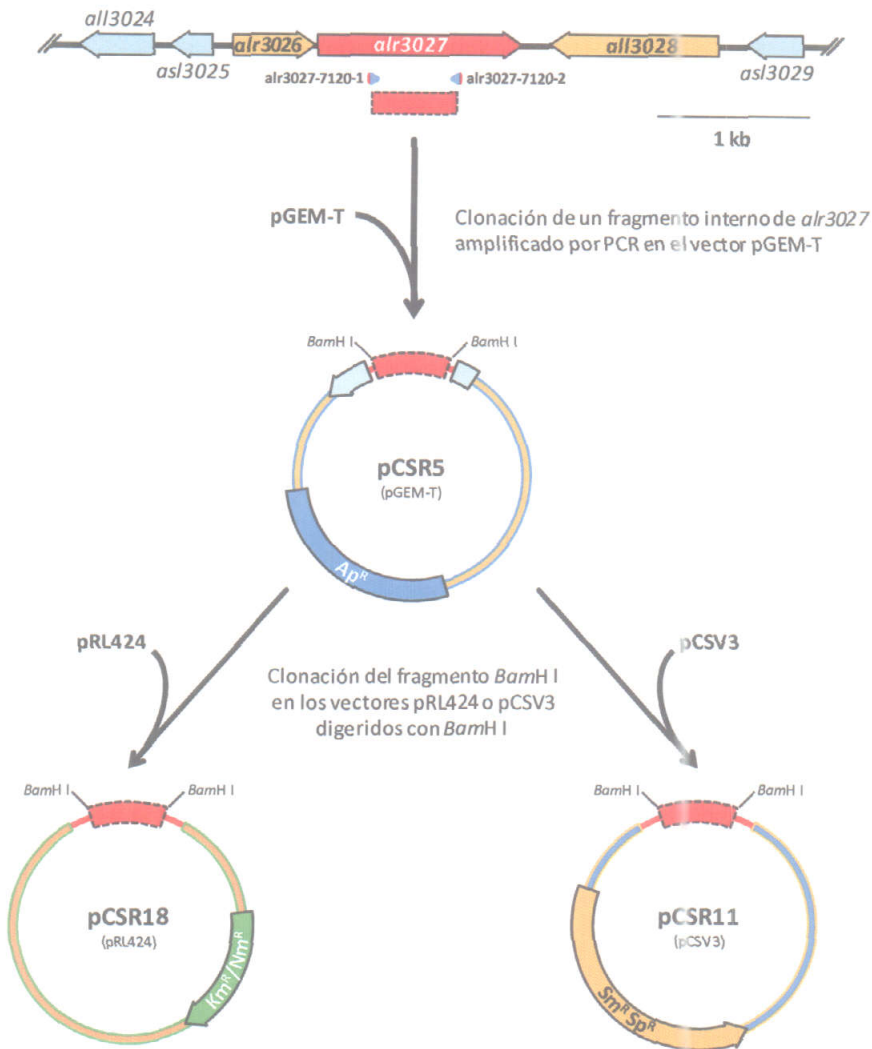 all3024
alr3026
alr3027
all3028
asl3025
asl3029
alr3027-7120-1
alr3027-7120-2
1 kb
pGEM-T
Clonación de un fragmento interno de alr3027
amplificado por PCR en el vector pGEM-T
BamH I
BamH I
pCSR5
(pGEM-T)
Ap^R
pRL424
pCSV3
Clonación del fragmento BamH I
en los vectores pRL424 o pCSV3
digeridos con BamH I
BamH I
BamH I
BamH I
BamH I
pCSR18
(pRL424)
Km^R/Nm^R
pCSR11
(pCSV3)
Sm^R Sp^R